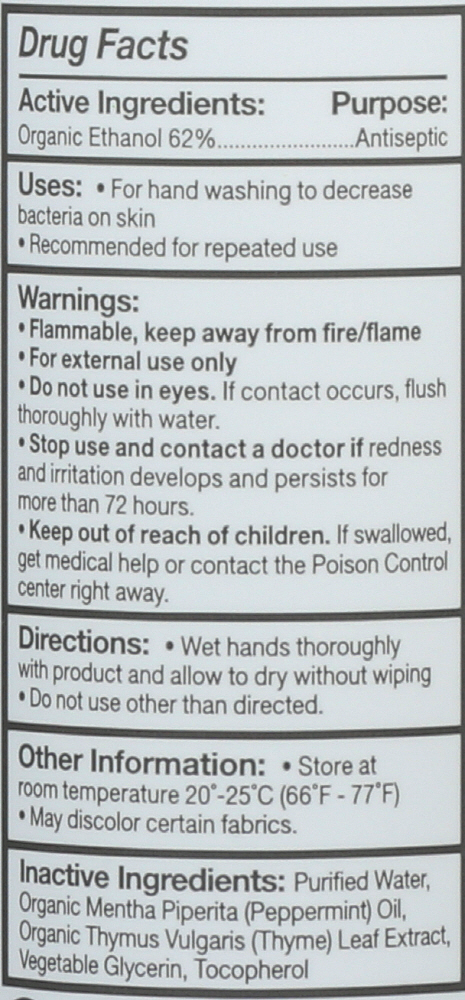 Drug Facts
Active Ingredients: Purpose:
Organic Ethanol 62%.......................Antiseptic
Uses: • For hand washing to decrease
bacteria on skin
• Recommended for repeated use
Warnings:
• Flammable, keep away from fire/flame
• For external use only
• Do not use in eyes. If contact occurs, flush
thoroughly with water.
• Stop use and contact a doctor if redness
and irritation develops and persists for
more than 72 hours.
• Keep out of reach of children. If swallowed,
get medical help or contact the Poison Control
center right away.
Directions: • Wet hands thoroughly
with product and allow to dry without wiping
• Do not use other than directed.
Other Information: • Store at
room temperature 20°-25°C (66°F - 77°F)
• May discolor certain fabrics.
Inactive Ingredients: Purified Water,
Organic Mentha Piperita (Peppermint) Oil,
Organic Thymus Vulgaris (Thyme) Leaf Extract,
Vegetable Glycerin, Tocopherol